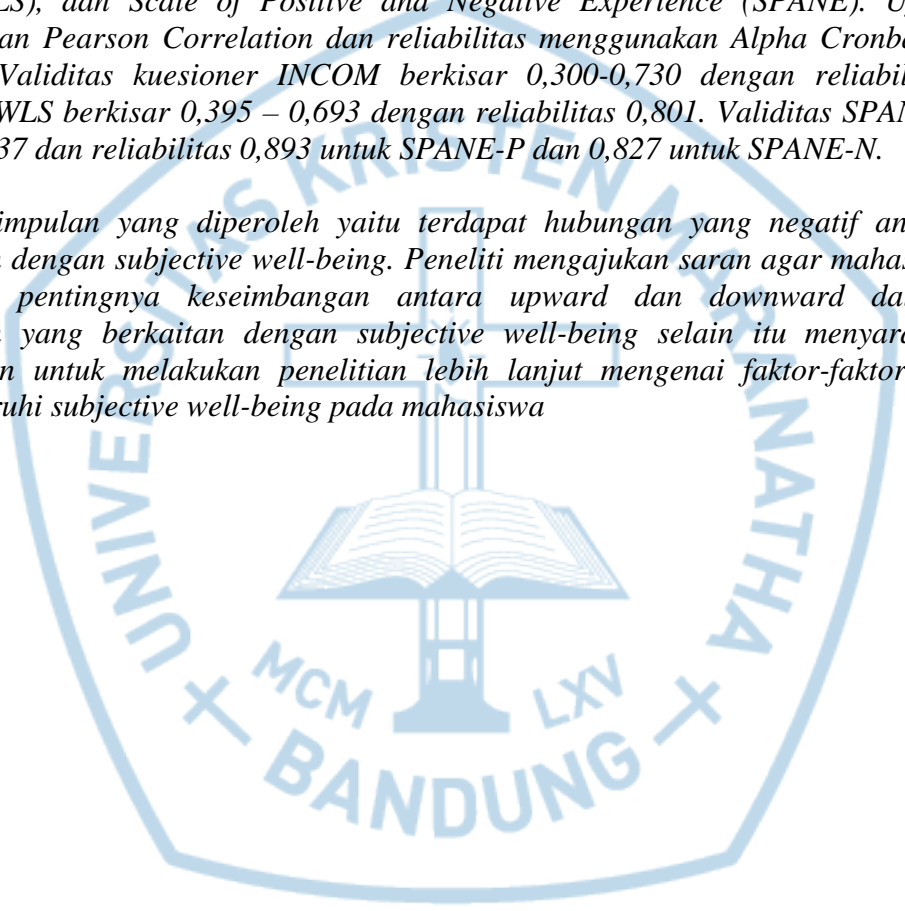 LS), dan Scale of Positive and Negative Experience (SPANE). U
an Pearson Correlation dan reliabilitas menggunakan Alpha Cronb
Validitas kuesioner INCOM berkisar 0,300-0,730 dengan reliabil
WLS berkisar 0,395 – 0,693 dengan reliabilitas 0,801. Validitas SPAN
37 dan reliabilitas 0,893 untuk SPANE-P dan 0,827 untuk SPANE-N.
impulan yang diperoleh yaitu terdapat hubungan yang negatif an
dengan subjective well-being. Peneliti mengajukan saran agar mahas
pentingnya keseimbangan antara upward dan downward da
n yang berkaitan dengan subjective well-being selain itu menyar
n untuk melakukan penelitian lebih lanjut mengenai faktor-faktor
ruhi subjective well-being pada mahasiswa
UNIVERSITAS KRISTEN MARANATHA
MCM LXV
BANDUNG